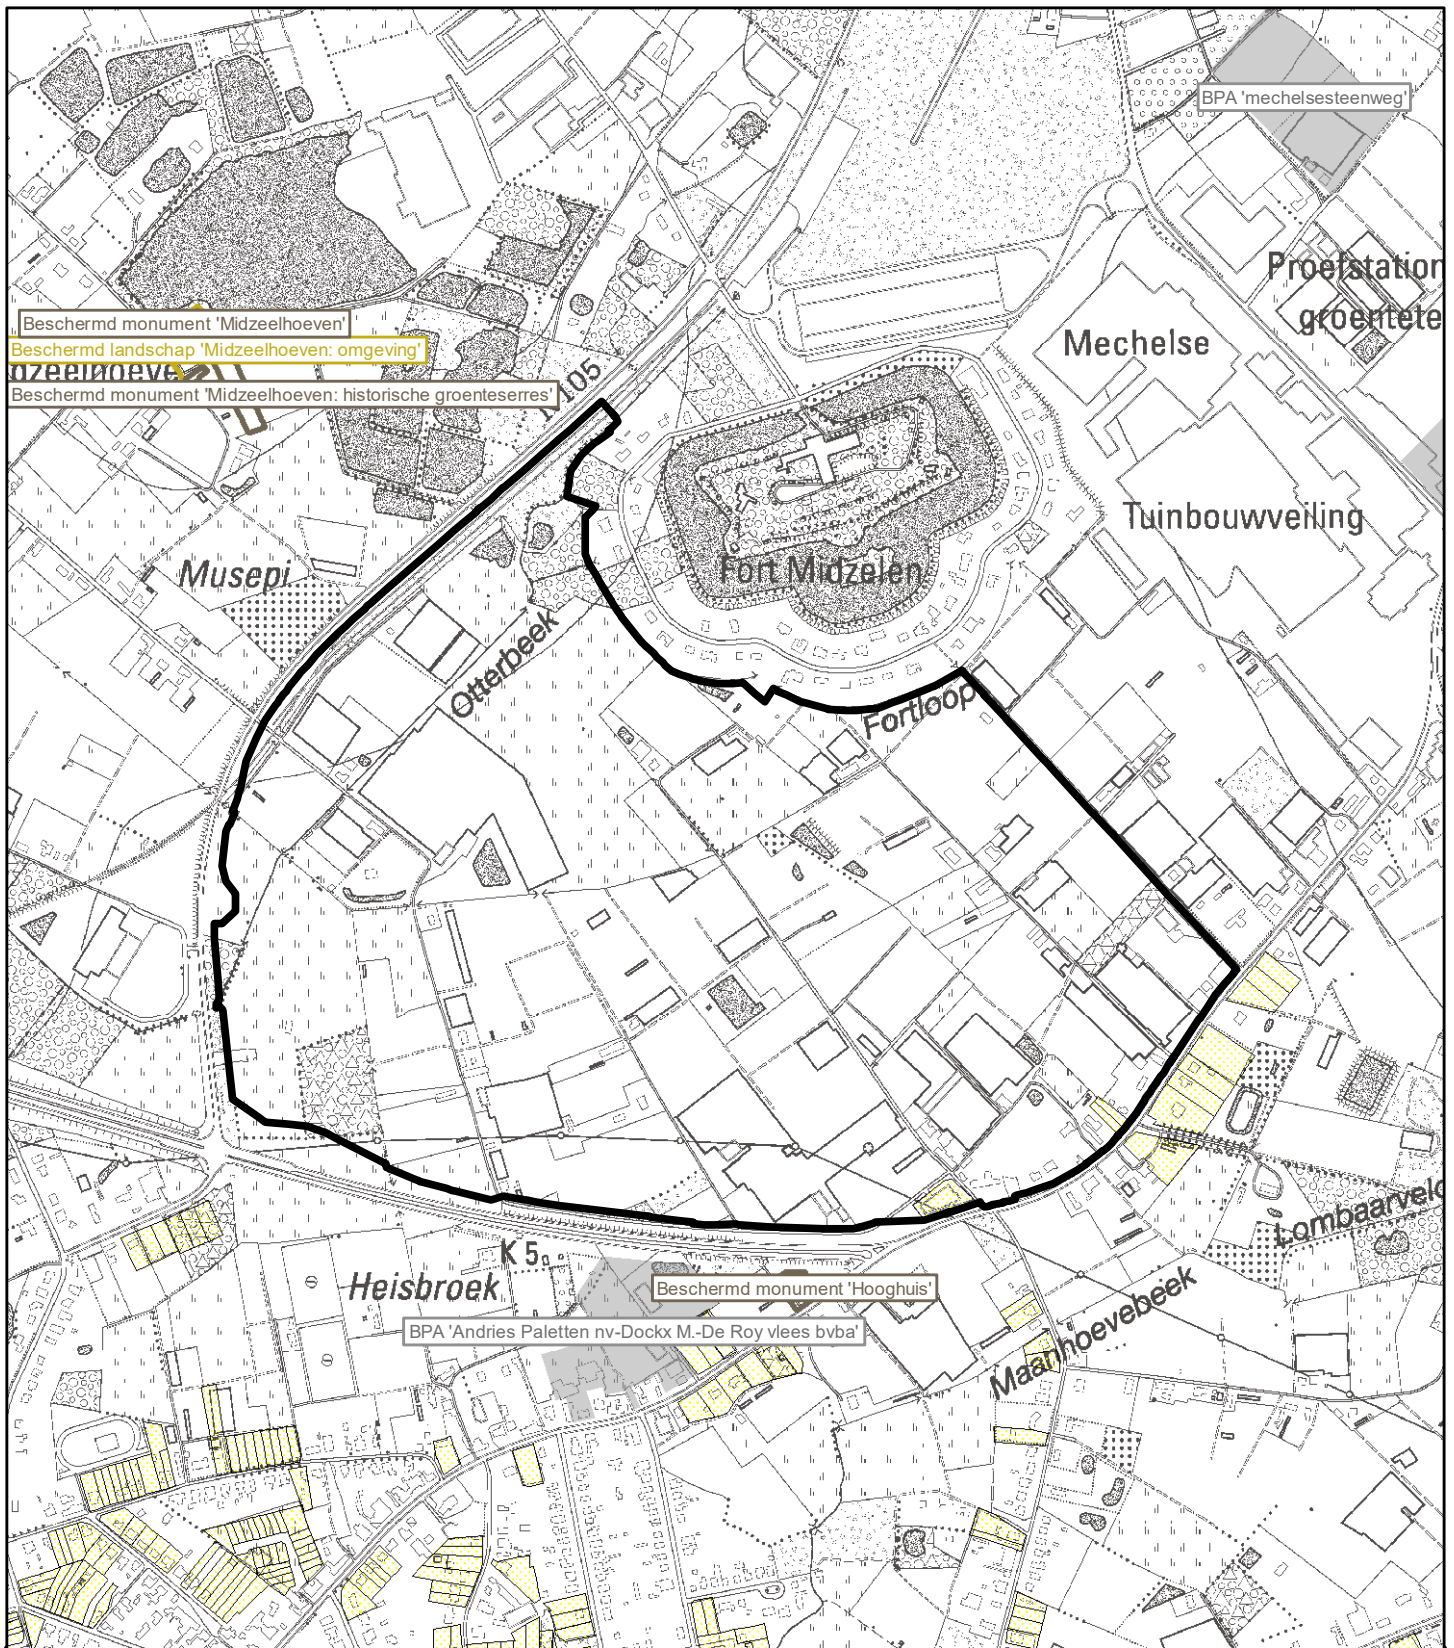 BPA 'mechelsesteenweg'
Proefstation
groentete
Mechelse
Beschermd monument 'Midzeelhoeven'
Beschermd landschap 'Midzeelhoeven: omgeving'
dzeelhoeve
Beschermd monument 'Midzeelhoeven: historische groenteserres'
105
Tuinbouwveiling
Musepi
Fort Midzelen
Otterbeek
Fortloop
Lombaarveld
K 5
Heisbroek
Beschermd monument 'Hooghuis'
BPA 'Andries Paletten nv-Dockx M.-De Roy vlees bvba'
Maanhoevebeek